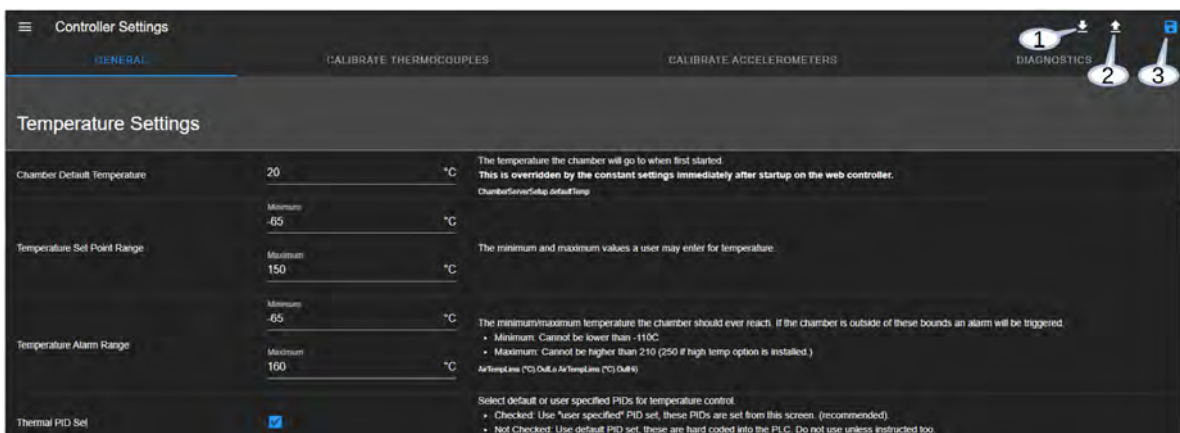 Controller Settings
1
2
3
GENERAL
CALIBRATE THERMOCOUPLES
CALIBRATE ACCELEROMETERS
DIAGNOSTICS
Temperature Settings
Chamber Default Temperature
20 °C
The temperature the chamber will go to when first started.
This is overridden by the constant settings immediately after startup on the web controller.
ChamberServerSetup.defaultTemp
Temperature Set Point Range
Minimum
-65 °C
Maximum
150 °C
The minimum and maximum values a user may enter for temperature.
Temperature Alarm Range
Minimum
-65 °C
Maximum
160 °C
The minimum/maximum temperature the chamber should ever reach. If the chamber is outside of these bounds an alarm will be triggered.
• Minimum: Cannot be lower than -110C
• Maximum: Cannot be higher than 210 (250 if high temp option is installed.)
AirTempLims (°C).OutLo AirTempLims (°C).OutHi)
Thermal PID Set
Select default or user specified PIDs for temperature control.
• Checked: Use "user specified" PID set, these PIDs are set from this screen. (recommended).
• Not Checked: Use default PID set, these are hard coded into the PLC. Do not use unless instructed too.